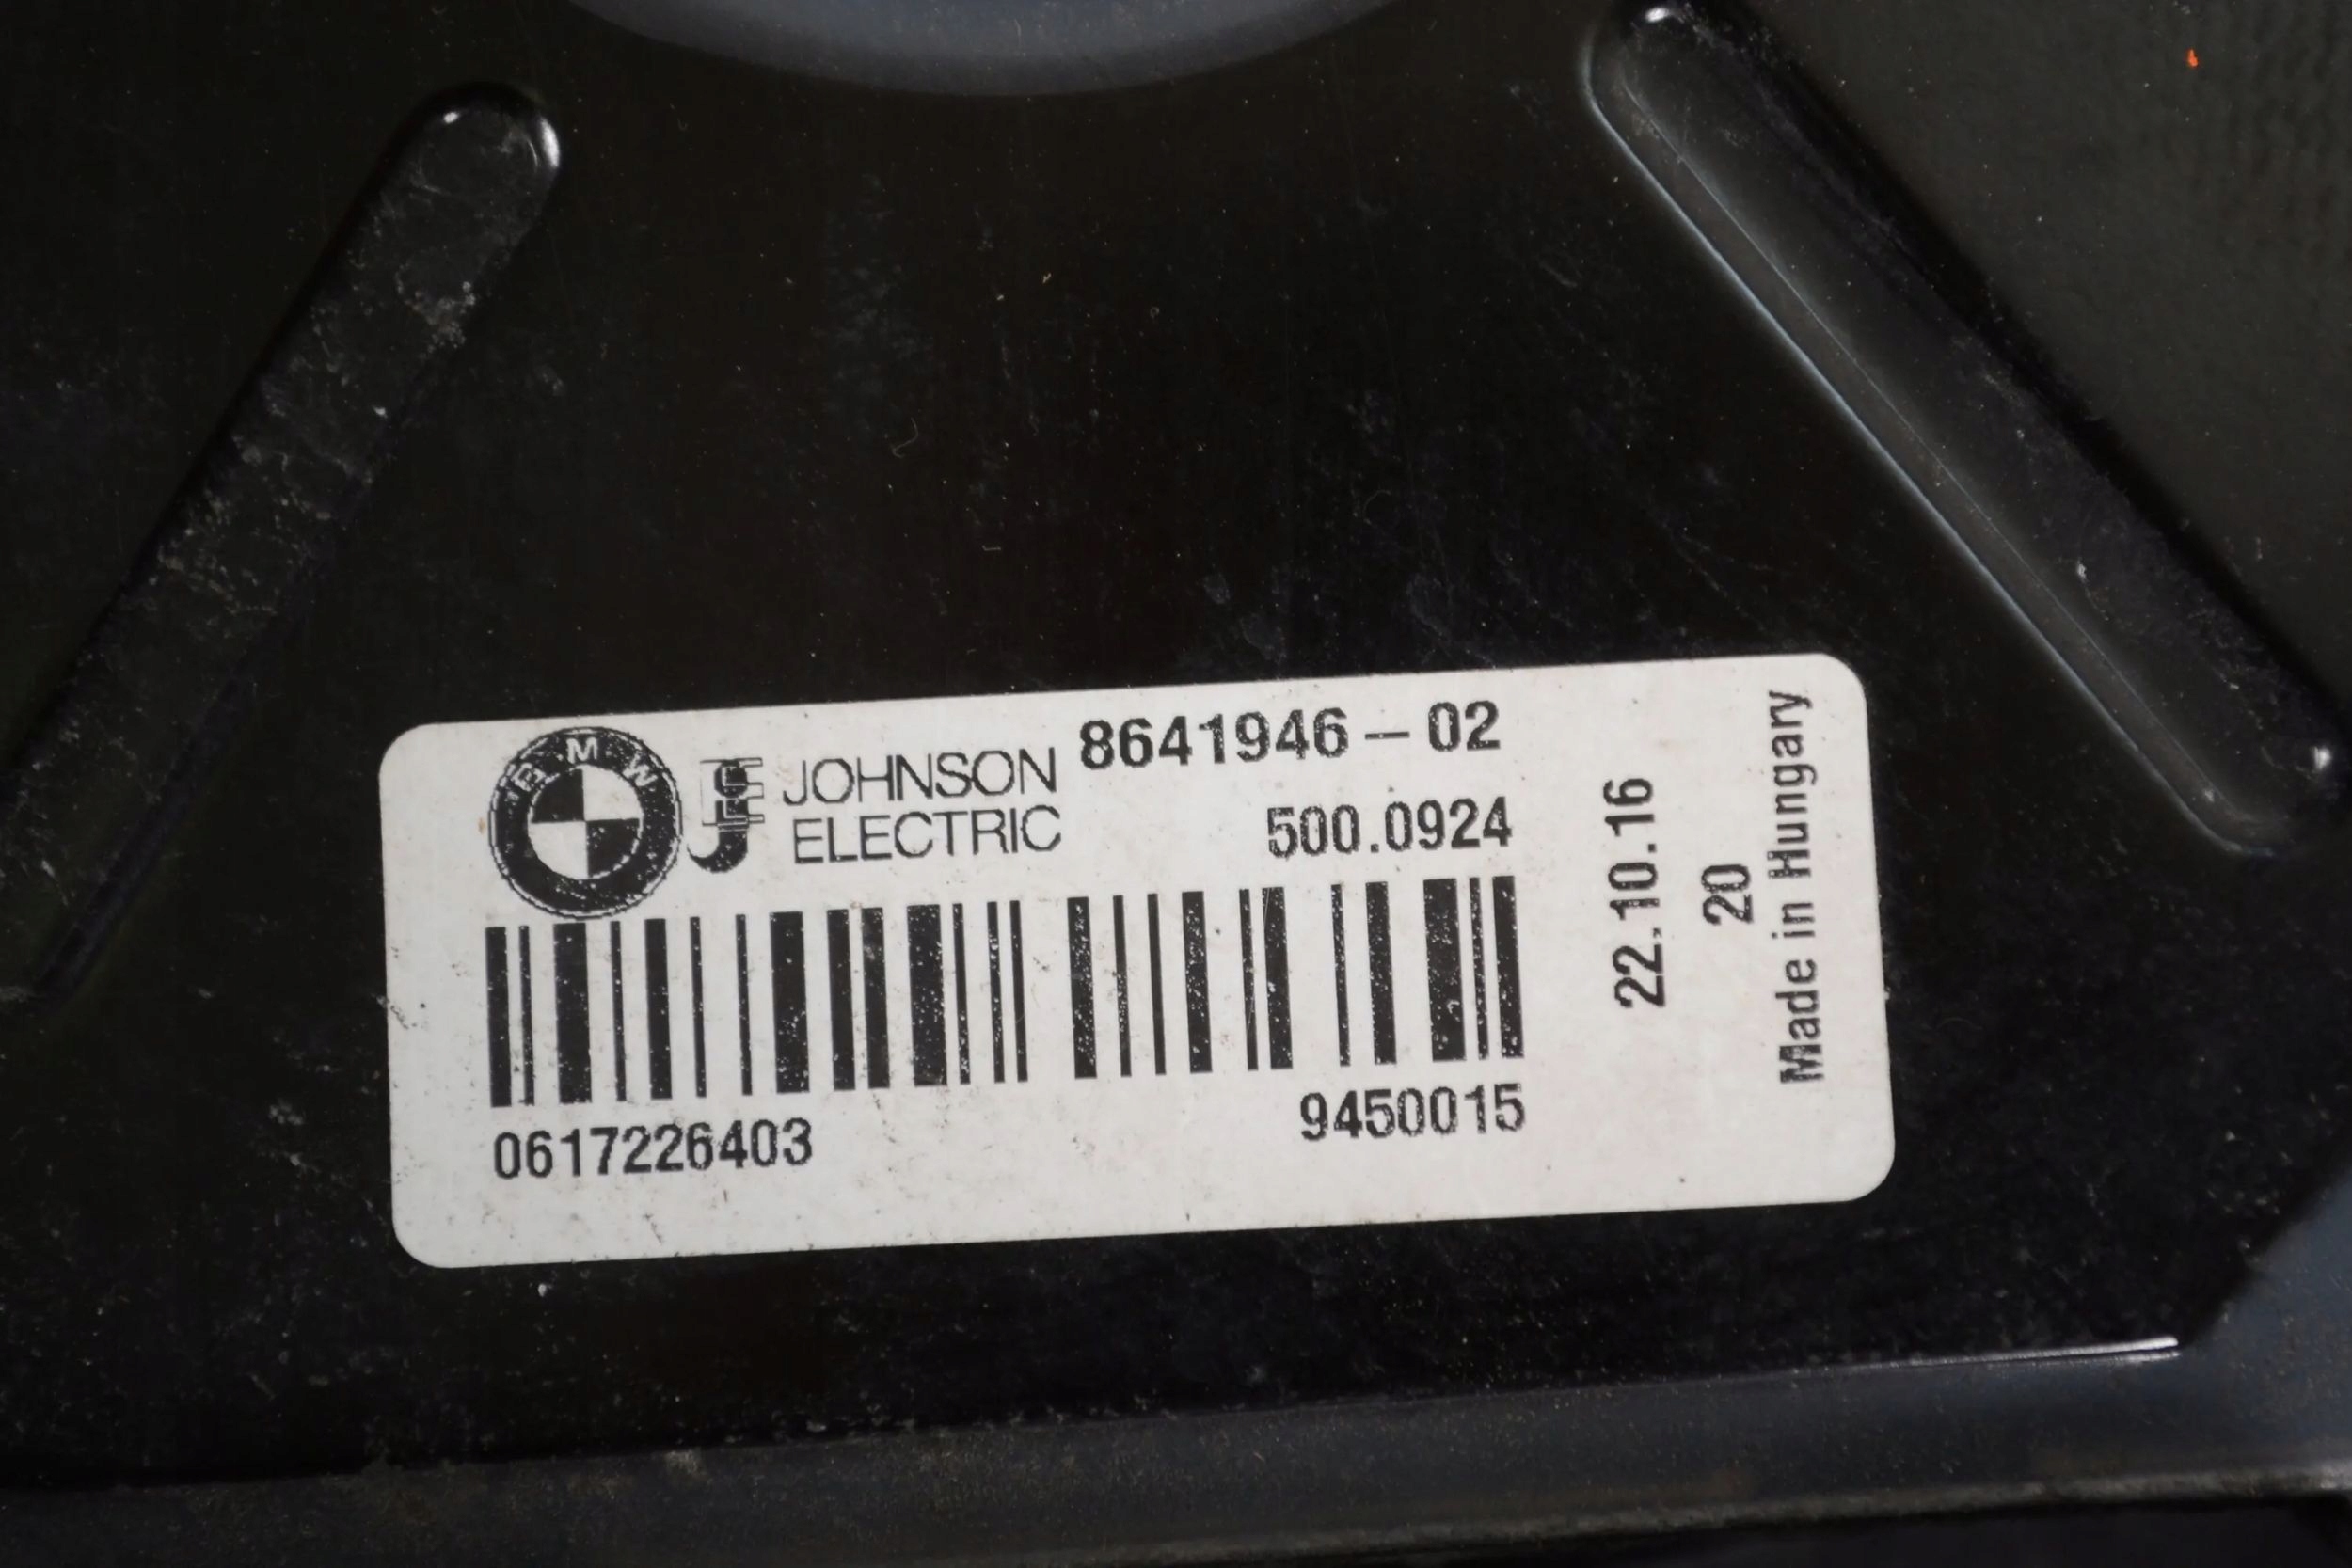 BMW
JOHNSON
ELECTRIC
8641946-02
500.0924
0617226403
9450015
22.10.16
20
Made in Hungary